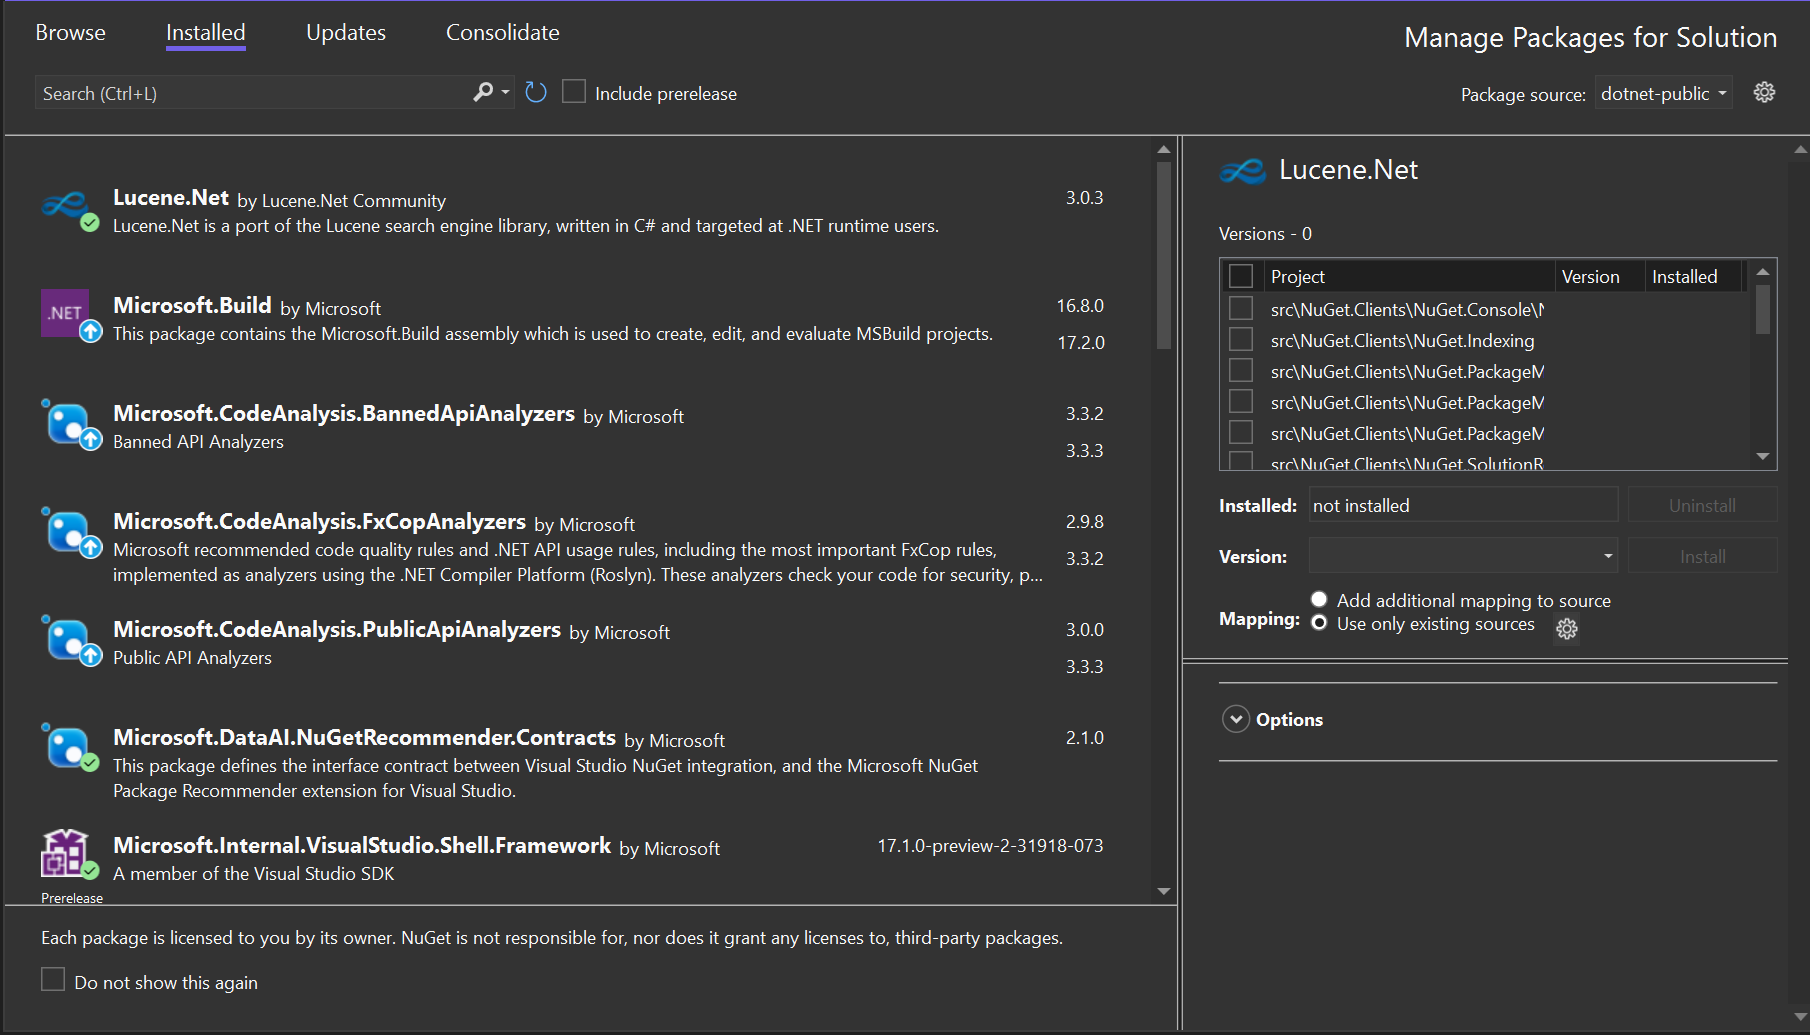 Browse Installed Updates Consolidate
Manage Packages for Solution
Search (Ctrl+L) Include prerelease
Package source: dotnet-public
Lucene.Net by Lucene.Net Community 3.0.3
Lucene.Net is a port of the Lucene search engine library, written in C# and targeted at .NET runtime users.
.NET
Microsoft.Build by Microsoft 16.8.0
This package contains the Microsoft.Build assembly which is used to create, edit, and evaluate MSBuild projects.
17.2.0
Microsoft.CodeAnalysis.BannedApiAnalyzers by Microsoft 3.3.2
Banned API Analyzers
3.3.3
Microsoft.CodeAnalysis.FxCopAnalyzers by Microsoft 2.9.8
Microsoft recommended code quality rules and .NET API usage rules, including the most important FxCop rules,
3.3.2
implemented as analyzers using the .NET Compiler Platform (Roslyn). These analyzers check your code for security, p...
Microsoft.CodeAnalysis.PublicApiAnalyzers by Microsoft 3.0.0
Public API Analyzers
3.3.3
Microsoft.DataAI.NuGetRecommender.Contracts by Microsoft 2.1.0
This package defines the interface contract between Visual Studio NuGet integration, and the Microsoft NuGet
Package Recommender extension for Visual Studio.
Microsoft.Internal.VisualStudio.Shell.Framework by Microsoft 17.1.0-preview-2-31918-073
A member of the Visual Studio SDK
Prerelease
Each package is licensed to you by its owner. NuGet is not responsible for, nor does it grant any licenses to, third-party packages.
Do not show this again
Lucene.Net
Versions - 0
Project Version Installed
src\NuGet.Clients\NuGet.Console\N
src\NuGet.Clients\NuGet.Indexing
src\NuGet.Clients\NuGet.PackageM
src\NuGet.Clients\NuGet.PackageM
src\NuGet.Clients\NuGet.PackageM
src\NuGet.Clients\NuGet.SolutionR
Installed: not installed Uninstall
Version: Install
Mapping: Add additional mapping to source
Use only existing sources
Options